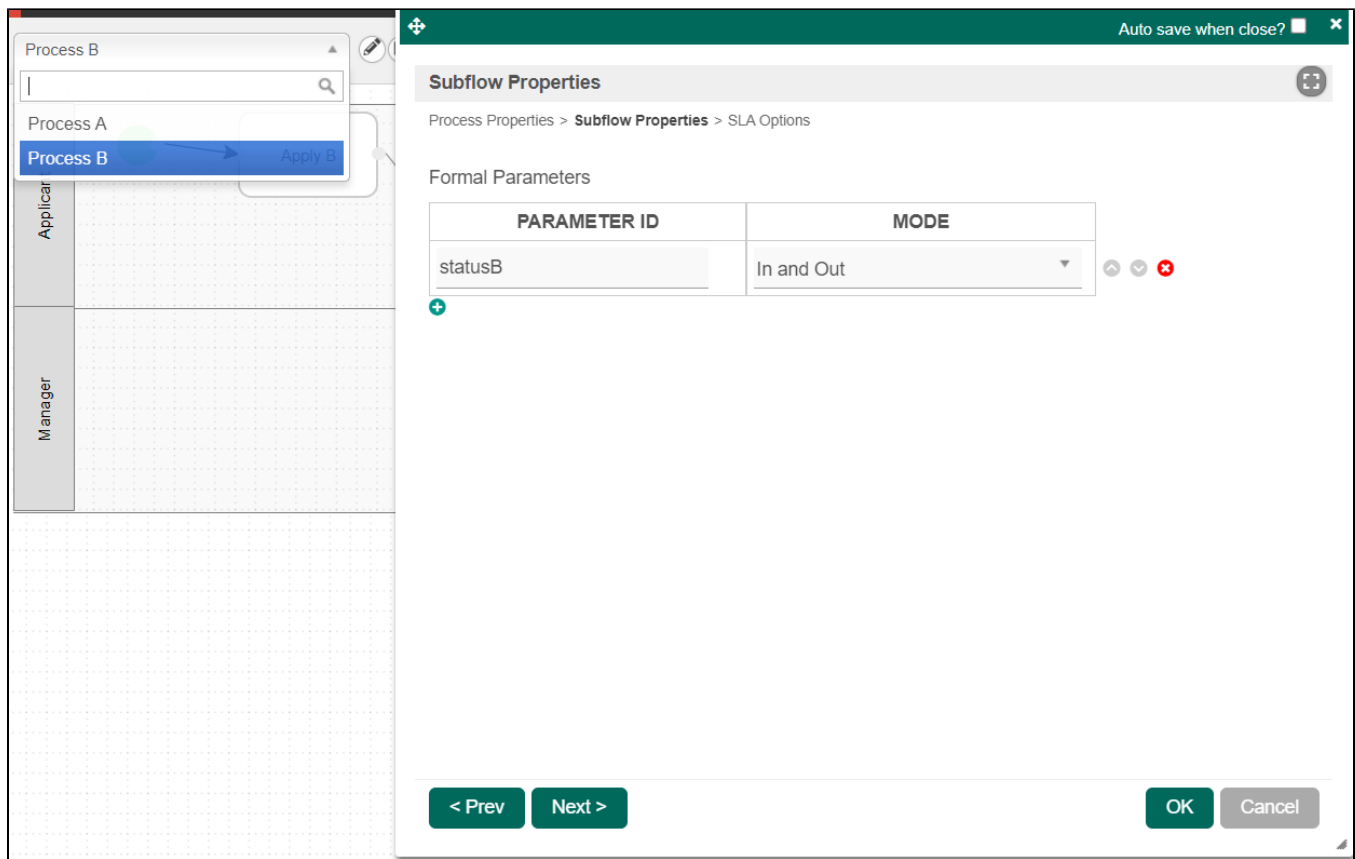 Process B
Process A
Process B
Apply B
Applicant
Manager
Auto save when close?
Subflow Properties
Process Properties > Subflow Properties > SLA Options
Formal Parameters
PARAMETER ID MODE
statusB In and Out
< Prev Next > OK Cancel